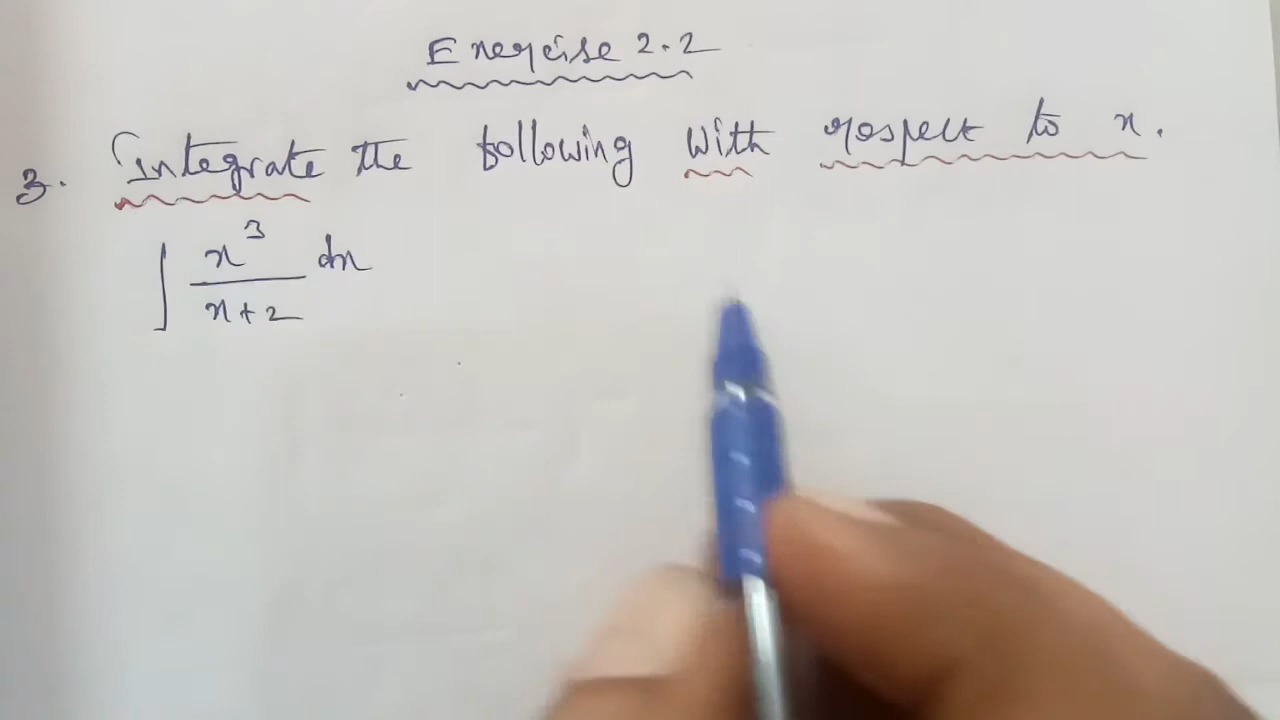 Exercise 2.2
3. Integrate the following with respect to x.
∫ x³/(x+2) dx